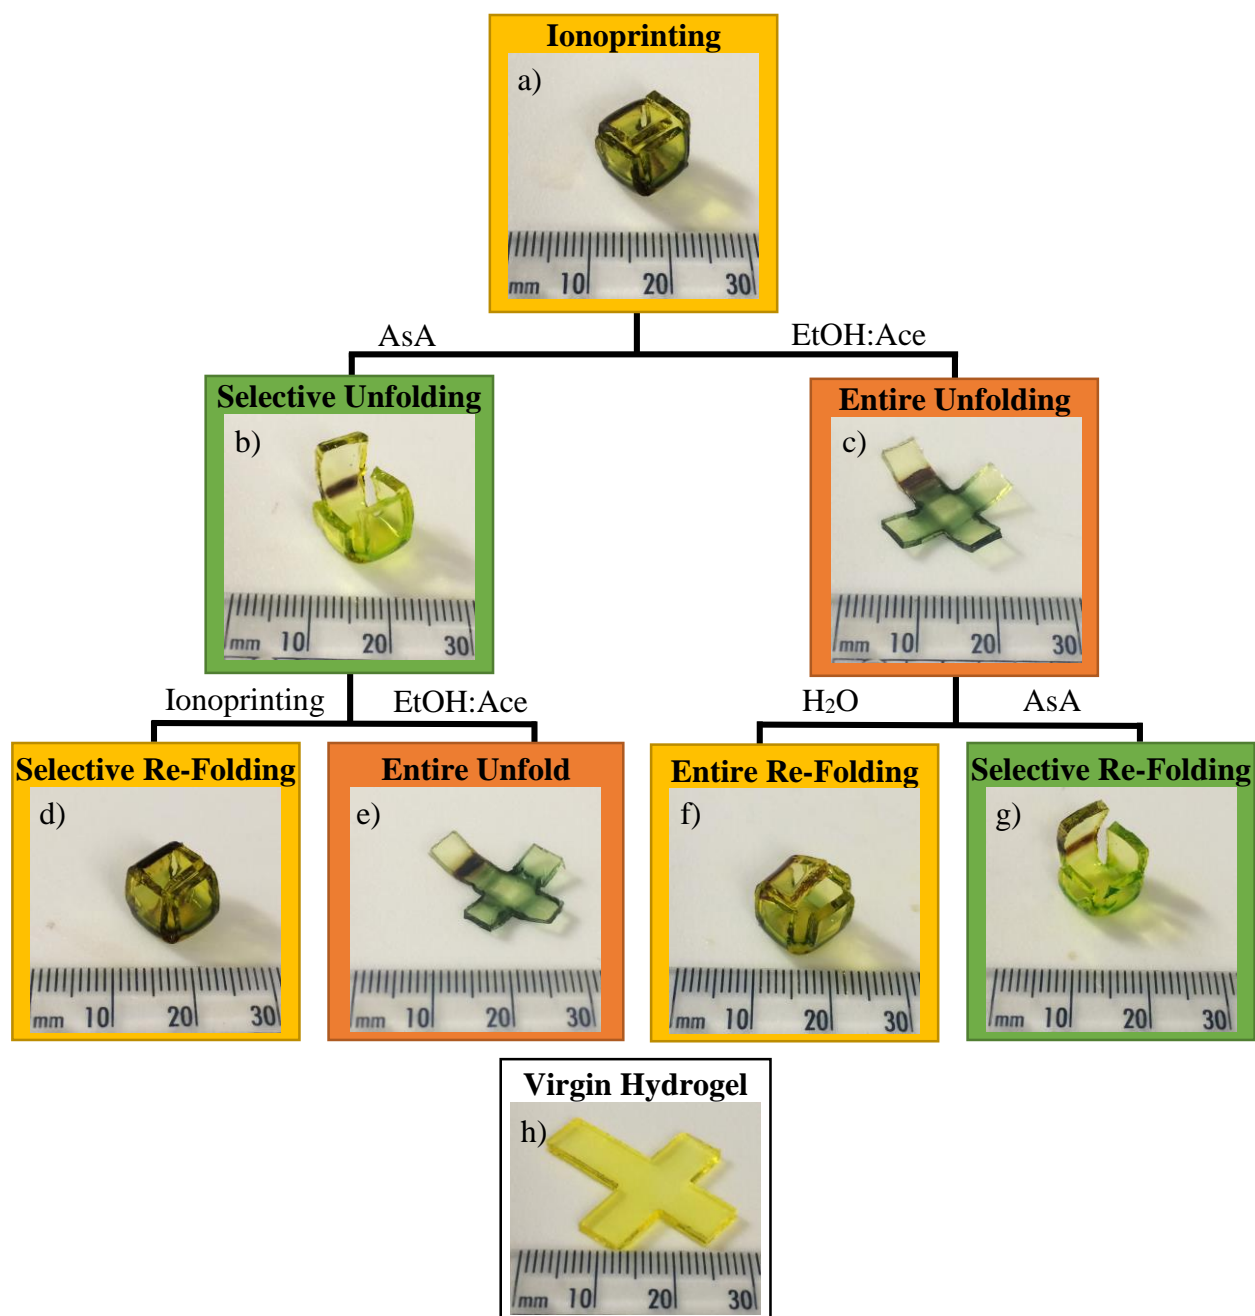 Ionoprinting
a)
mm 10 20 30
AsA
EtOH:Ace
Selective Unfolding
b)
mm 10 20 30
Entire Unfolding
c)
mm 10 20 30
Ionoprinting
EtOH:Ace
H₂O
AsA
Selective Re-Folding
d)
mm 10 20 30
Entire Unfold
e)
mm 10 20 30
Entire Re-Folding
f)
mm 10 20 30
Selective Re-Folding
g)
mm 10 20 30
Virgin Hydrogel
h)
mm 10 20 30